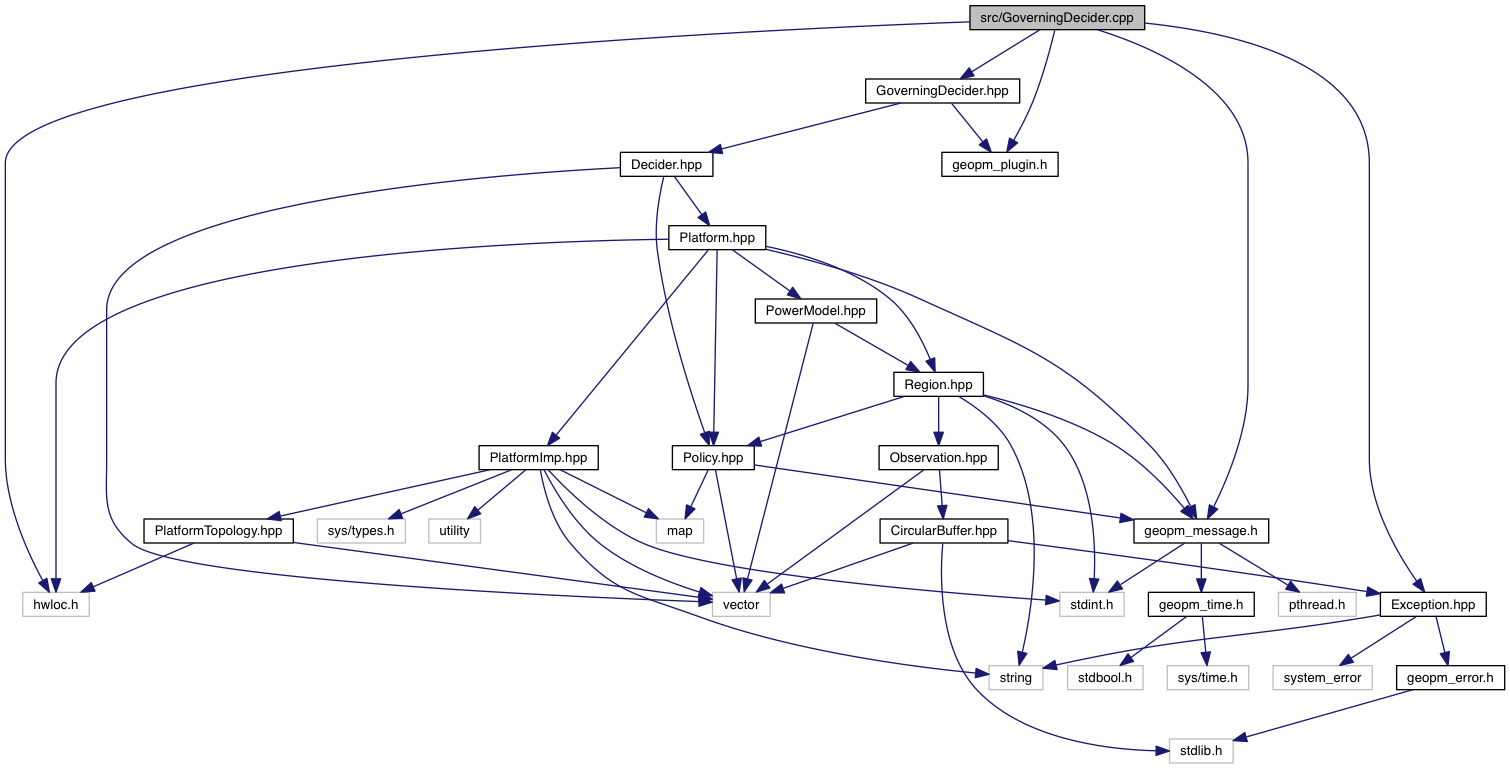 src/GoverningDecider.cpp
GoverningDecider.hpp
Decider.hpp
geopm_plugin.h
Platform.hpp
PowerModel.hpp
Region.hpp
PlatformImp.hpp
Policy.hpp
Observation.hpp
PlatformTopology.hpp
sys/types.h
utility
map
CircularBuffer.hpp
geopm_message.h
hwloc.h
vector
stdint.h
geopm_time.h
pthread.h
Exception.hpp
string
stdbool.h
sys/time.h
system_error
geopm_error.h
stdlib.h